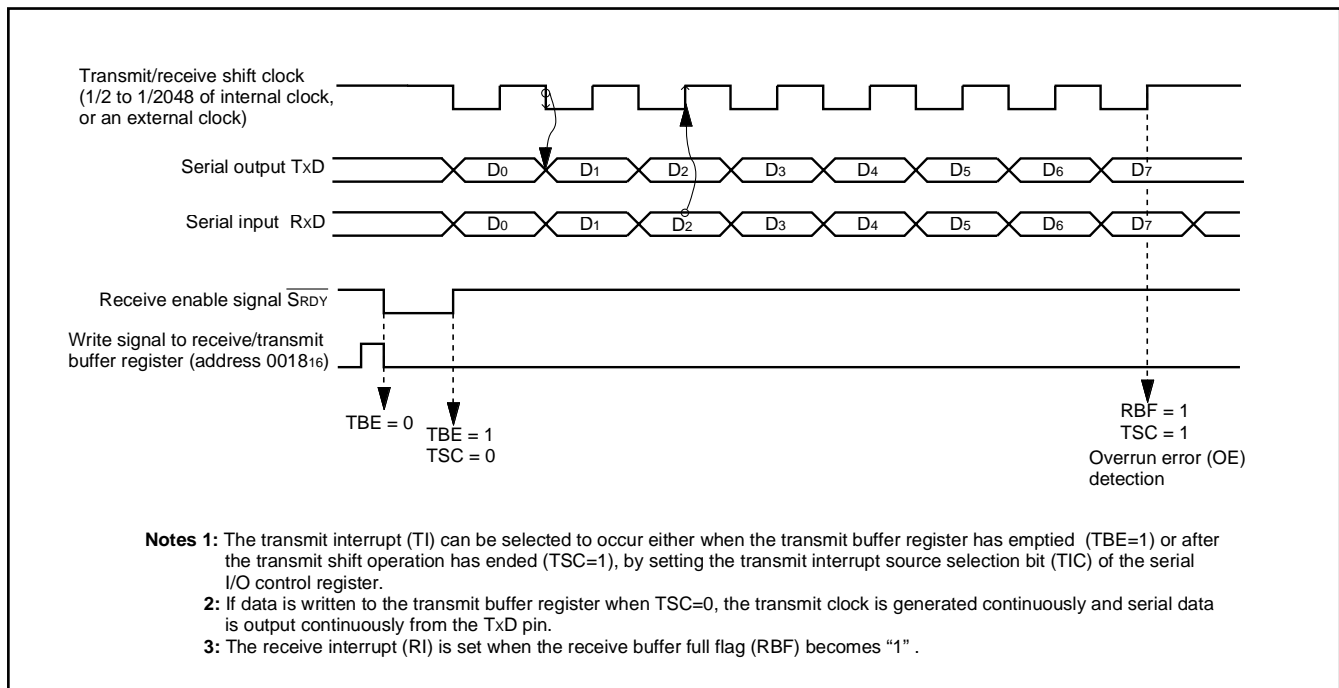 Transmit/receive shift clock
(1/2 to 1/2048 of internal clock,
or an external clock)
Serial output TxD
D0 D1 D2 D3 D4 D5 D6 D7
Serial input RxD
D0 D1 D2 D3 D4 D5 D6 D7
Receive enable signal S̅R̅D̅Y̅
Write signal to receive/transmit
buffer register (address 001816)
TBE = 0
TBE = 1
TSC = 0
RBF = 1
TSC = 1
Overrun error (OE)
detection
Notes 1: The transmit interrupt (TI) can be selected to occur either when the transmit buffer register has emptied (TBE=1) or after
the transmit shift operation has ended (TSC=1), by setting the transmit interrupt source selection bit (TIC) of the serial
I/O control register.
2: If data is written to the transmit buffer register when TSC=0, the transmit clock is generated continuously and serial data
is output continuously from the TxD pin.
3: The receive interrupt (RI) is set when the receive buffer full flag (RBF) becomes “1” .